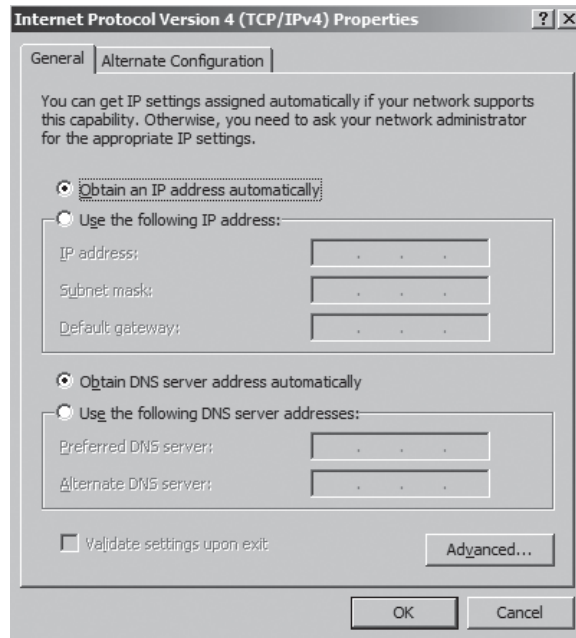 Internet Protocol Version 4 (TCP/IPv4) Properties
? X
General
Alternate Configuration
You can get IP settings assigned automatically if your network supports
this capability. Otherwise, you need to ask your network administrator
for the appropriate IP settings.
Obtain an IP address automatically
Use the following IP address:
IP address:
Subnet mask:
Default gateway:
Obtain DNS server address automatically
Use the following DNS server addresses:
Preferred DNS server:
Alternate DNS server:
Validate settings upon exit
Advanced...
OK
Cancel